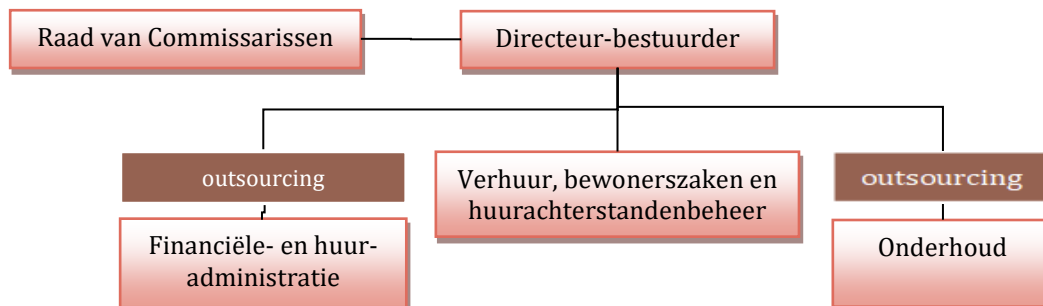 Raad van Commissarissen
Directeur-bestuurder
outsourcing
Financiële- en huur-
administratie
Verhuur, bewonerszaken en
huurachterstandenbeheer
outsourcing
Onderhoud